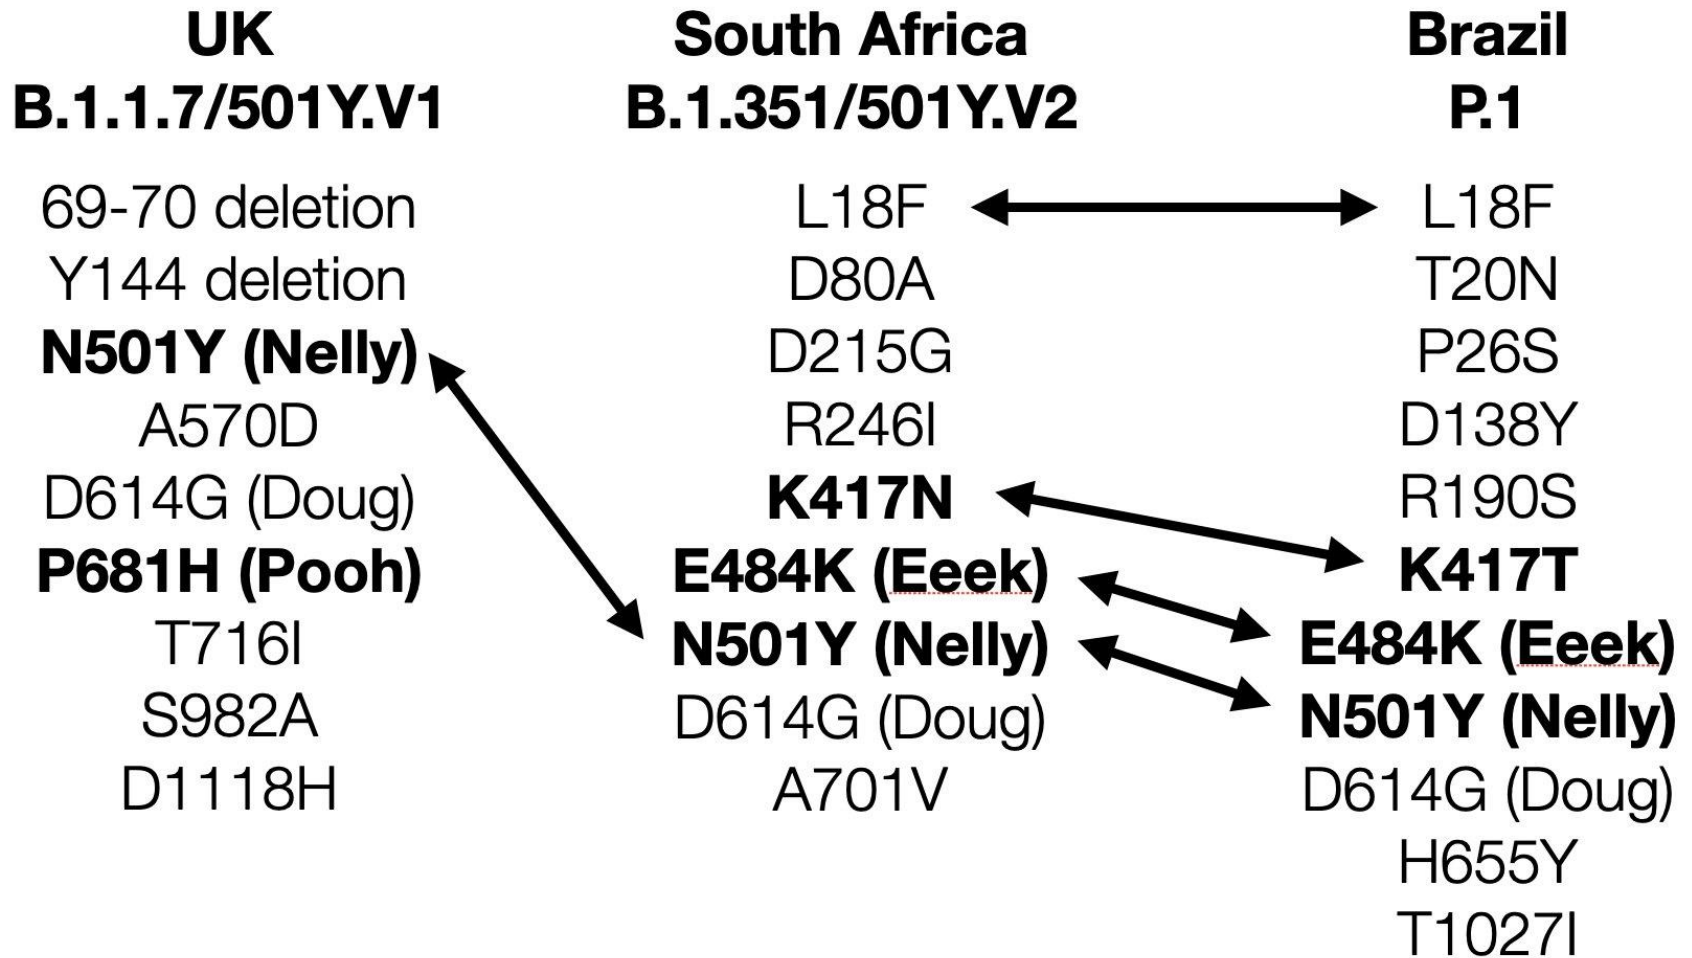 UK
B.1.1.7/501Y.V1
69-70 deletion
Y144 deletion
N501Y (Nelly)
A570D
D614G (Doug)
P681H (Pooh)
T716I
S982A
D1118H
South Africa
B.1.351/501Y.V2
L18F
D80A
D215G
R246I
K417N
E484K (Eeek)
N501Y (Nelly)
D614G (Doug)
A701V
Brazil
P.1
L18F
T20N
P26S
D138Y
R190S
K417T
E484K (Eeek)
N501Y (Nelly)
D614G (Doug)
H655Y
T1027I